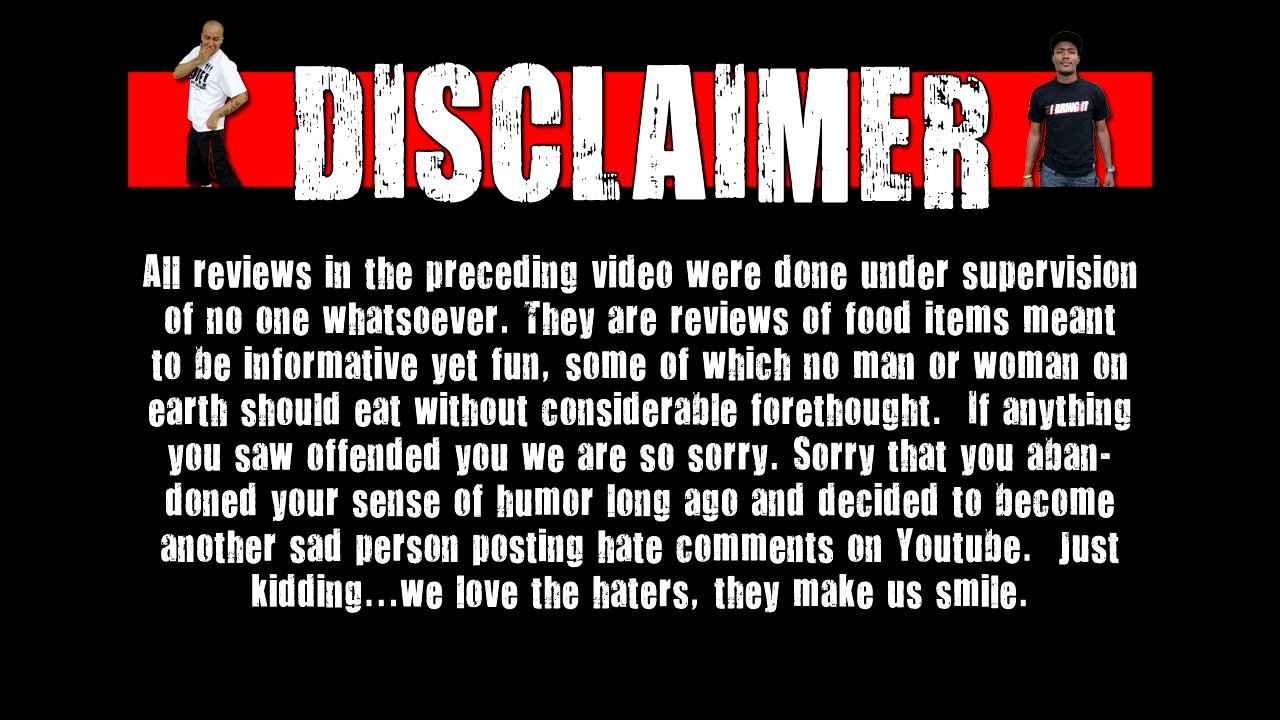 DISCLAIMER
I BRING IT
All reviews in the preceding video were done under supervision
of no one whatsoever. They are reviews of food items meant
to be informative yet fun, some of which no man or woman on
earth should eat without considerable forethought. If anything
you saw offended you we are so sorry. Sorry that you aban-
doned your sense of humor long ago and decided to become
another sad person posting hate comments on Youtube. Just
kidding...we love the haters, they make us smile.